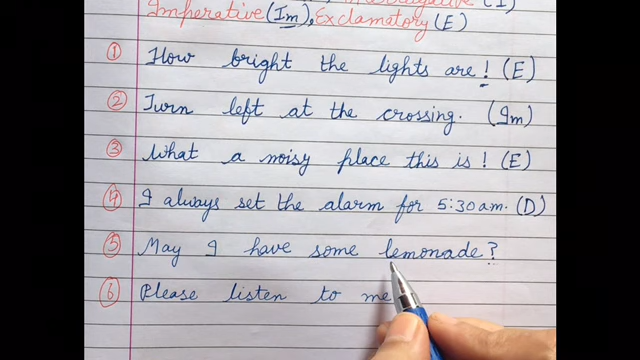 Imperative (Im), Exclamatory (E)
① How bright the lights are ! (E)
② Turn left at the crossing. (Im)
③ What a noisy place this is ! (E)
④ I always set the alarm for 5:30 am. (D)
⑤ May I have some lemonade ?
⑥ Please listen to me